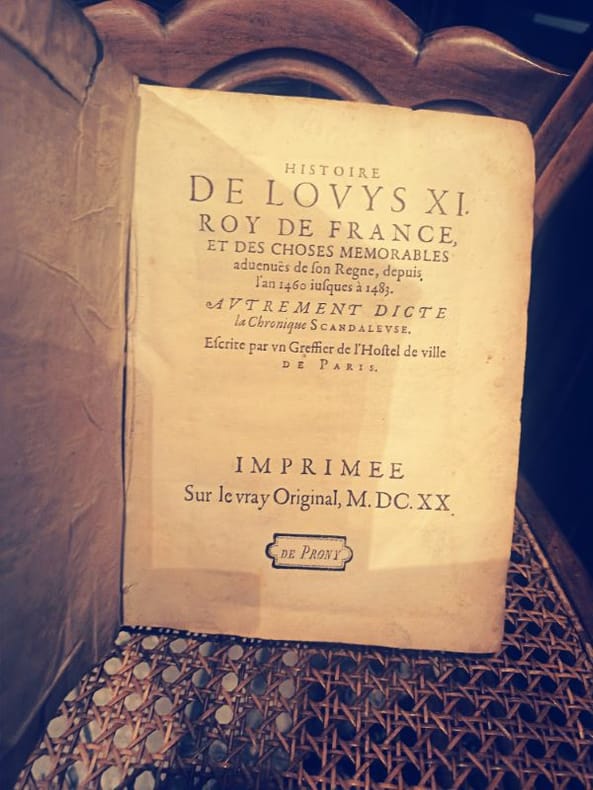 HISTOIRE
DE LOVYS XI.
ROY DE FRANCE,
ET DES CHOSES MEMORABLES
aduenuës de ſon Regne, depuis
l'an 1460 iuſques à 1483.
AVTREMENT DICTE
la Chronique SCANDALEVSE.
Eſcrite par vn Greffier de l'Hoſtel de ville
DE PARIS.
IMPRIMEE
Sur le vray Original, M. DC. XX.
DE PRONY